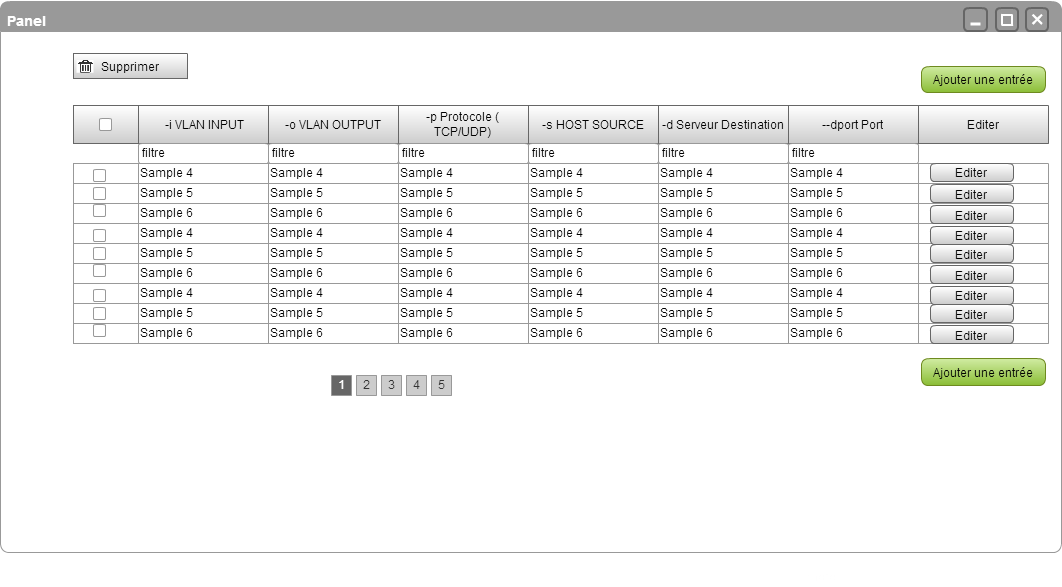 Panel
Supprimer
Ajouter une entrée
-i VLAN INPUT -o VLAN OUTPUT -p Protocole ( TCP/UDP) -s HOST SOURCE -d Serveur Destination --dport Port Editer
filtre filtre filtre filtre filtre filtre
Sample 4 Sample 4 Sample 4 Sample 4 Sample 4 Sample 4 Editer
Sample 5 Sample 5 Sample 5 Sample 5 Sample 5 Sample 5 Editer
Sample 6 Sample 6 Sample 6 Sample 6 Sample 6 Sample 6 Editer
Sample 4 Sample 4 Sample 4 Sample 4 Sample 4 Sample 4 Editer
Sample 5 Sample 5 Sample 5 Sample 5 Sample 5 Sample 5 Editer
Sample 6 Sample 6 Sample 6 Sample 6 Sample 6 Sample 6 Editer
Sample 4 Sample 4 Sample 4 Sample 4 Sample 4 Sample 4 Editer
Sample 5 Sample 5 Sample 5 Sample 5 Sample 5 Sample 5 Editer
Sample 6 Sample 6 Sample 6 Sample 6 Sample 6 Sample 6 Editer
Ajouter une entrée
1 2 3 4 5